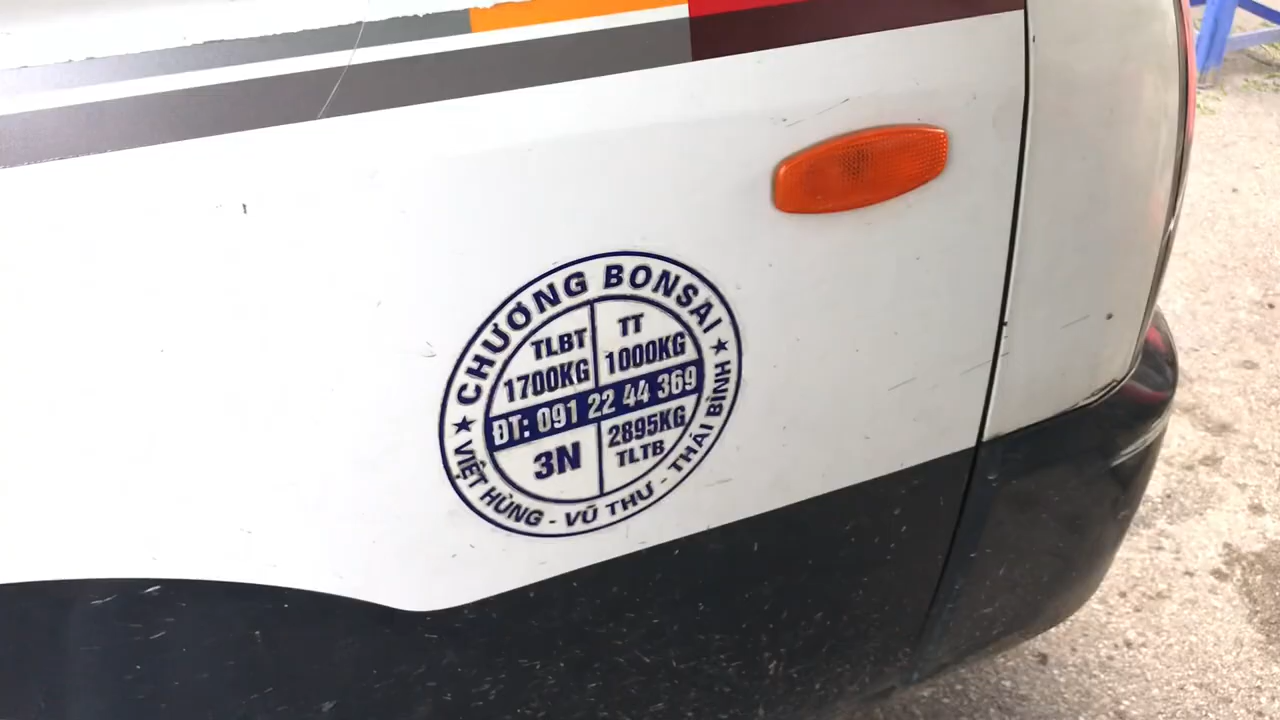 CHƯƠNG BONSAI
TLBT
1700KG
TT
1000KG
ĐT: 091 22 44 369
3N
2895KG
TLTB
VIỆT HÙNG - VŨ THƯ - THÁI BÌNH